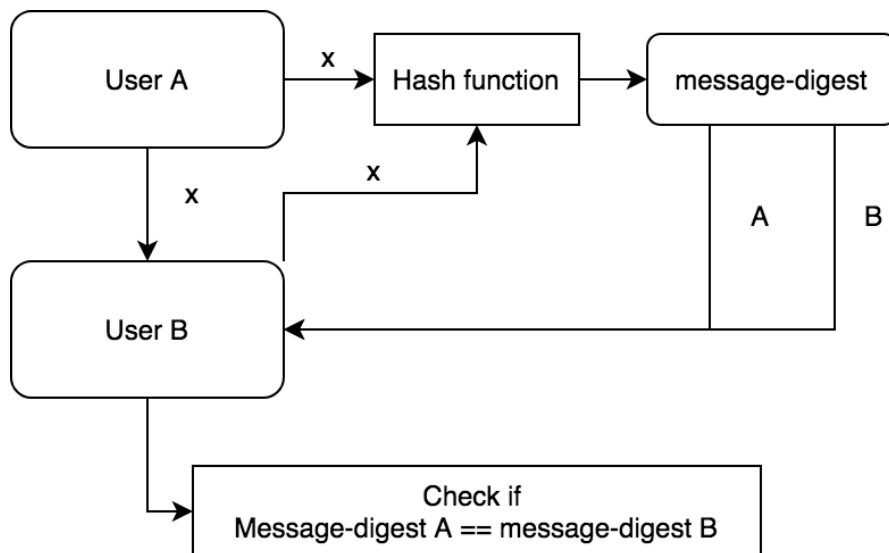 User A
x
Hash function
message-digest
x
x
A
B
User B
Check if
Message-digest A == message-digest B